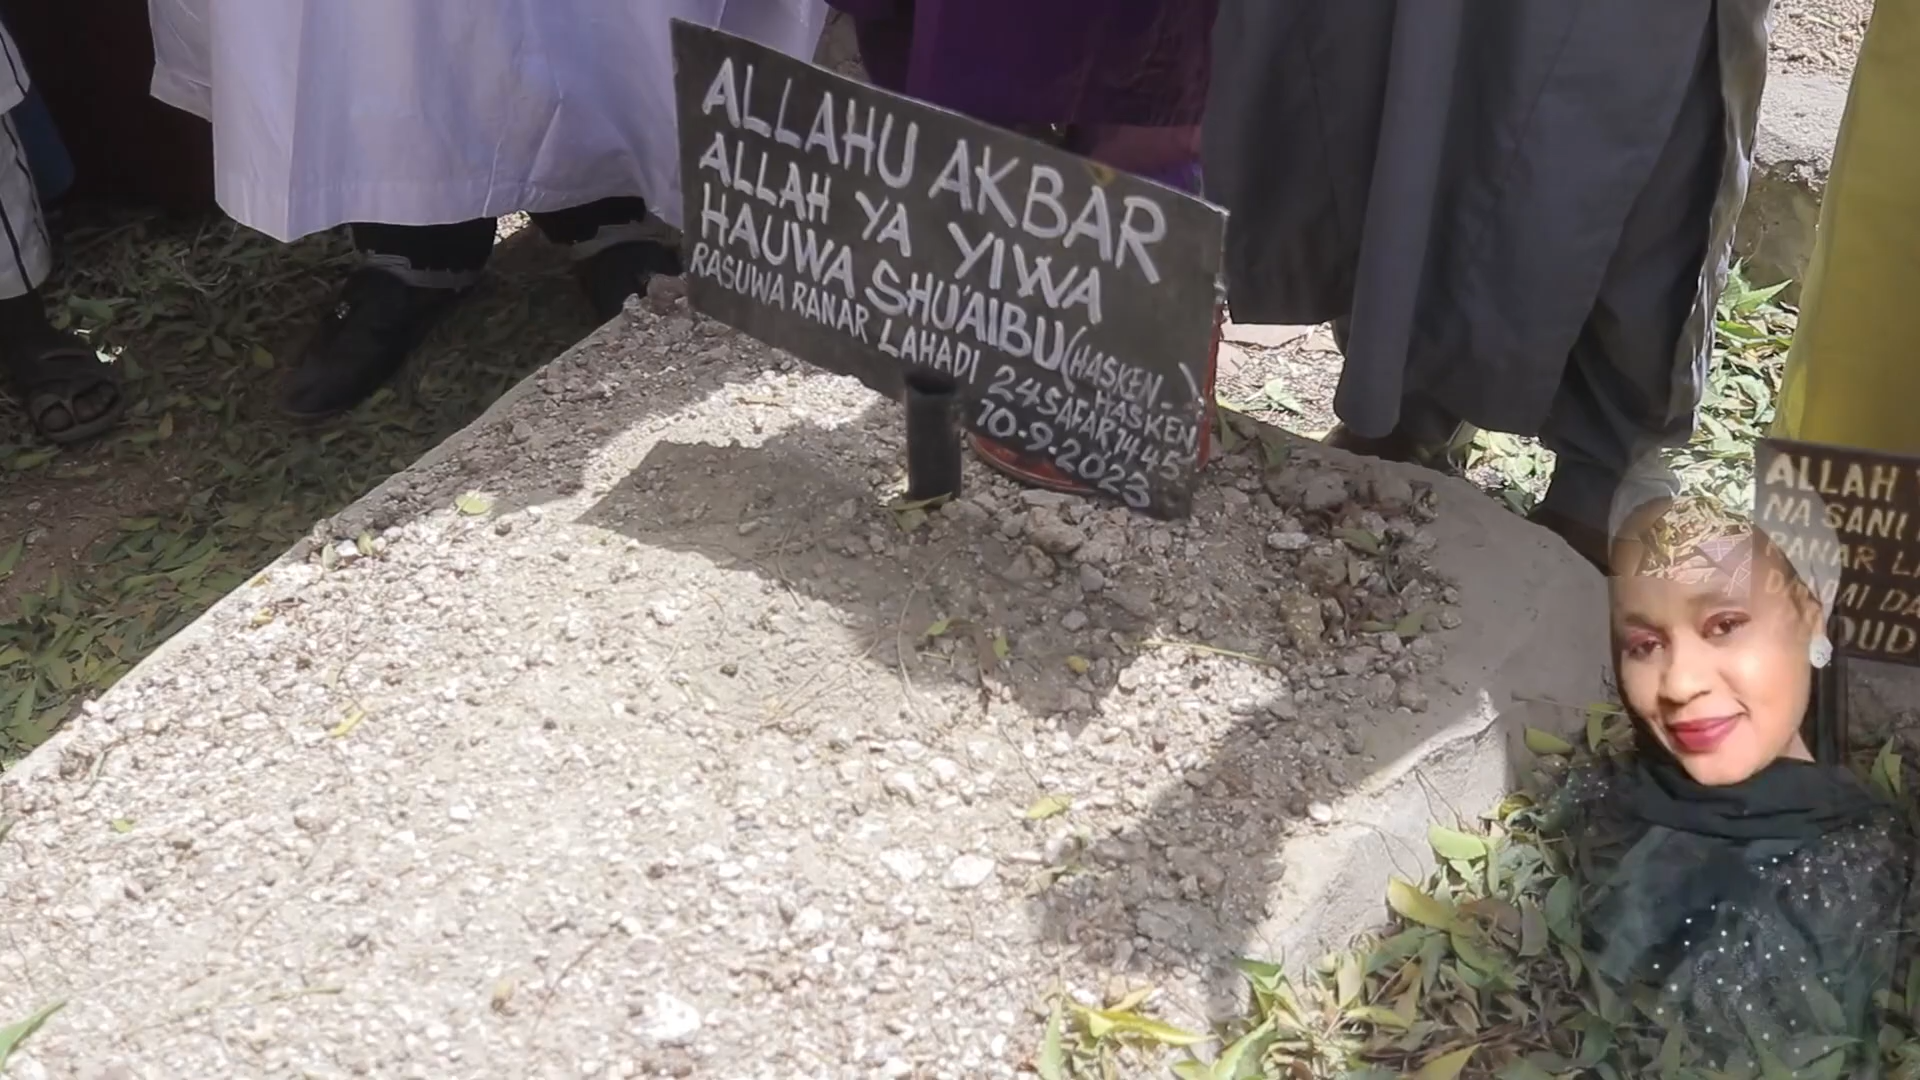 ALLAHU AKBAR
ALLAH YA YIWA
HAUWA SHU'AIBU (HASKEN-
HASKEN)
RASUWA RANAR LAHADI 24 SAFAR 1445
10-9-2023
ALLAH
NA SANI
RANAR